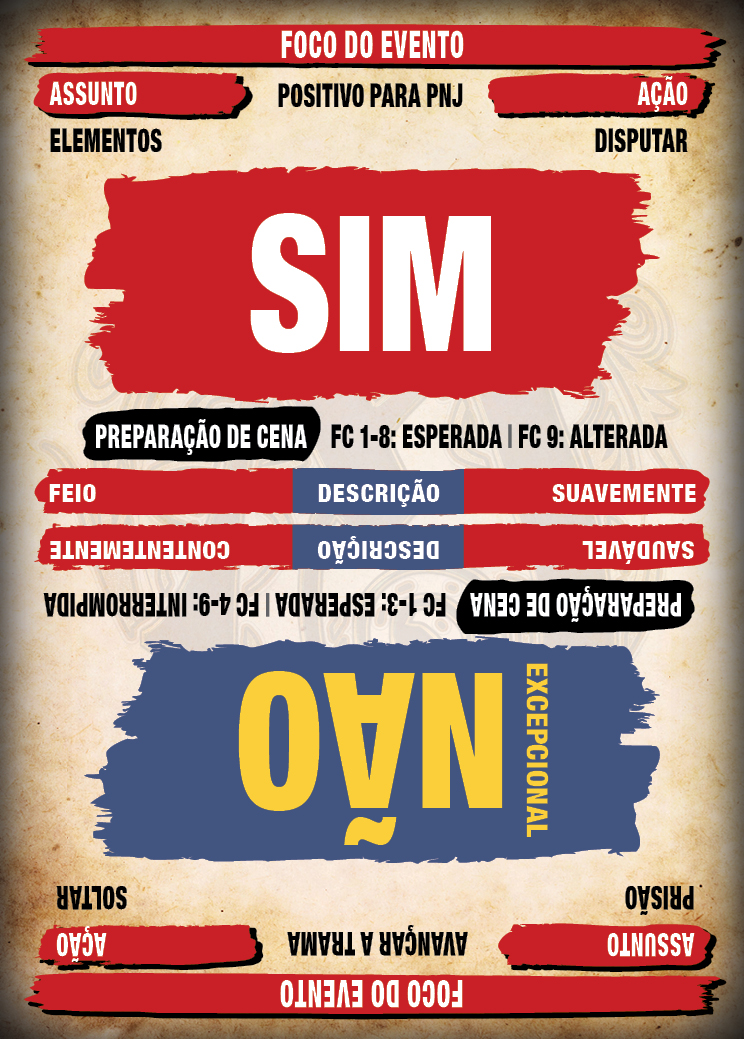 FOCO DO EVENTO
ASSUNTO POSITIVO PARA PNJ AÇÃO
ELEMENTOS DISPUTAR
SIM
PREPARAÇÃO DE CENA FC 1-8: ESPERADA | FC 9: ALTERADA
FEIO DESCRIÇÃO SUAVEMENTE
SAUDÁVEL DESCRIÇÃO CONTENTEMENTE
PREPARAÇÃO DE CENA FC 1-3: ESPERADA | FC 4-9: INTERROMPIDA
EXCEPCIONAL
NÃO
PRISÃO SOLTAR
ASSUNTO AVANÇAR A TRAMA AÇÃO
FOCO DO EVENTO